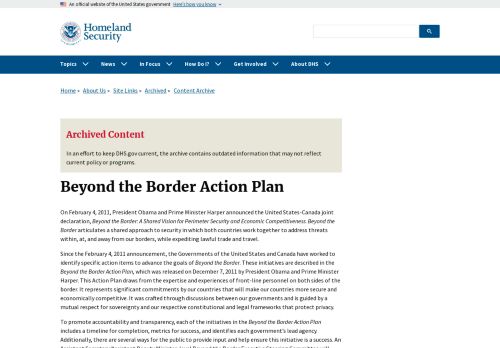 An official website of the United States government Here's how you know
Homeland
Security
Topics News In Focus How Do I? Get Involved About DHS
Home » About Us » Site Links » Archived » Content Archive
Archived Content
In an effort to keep DHS.gov current, the archive contains outdated information that may not reflect
current policy or programs.
Beyond the Border Action Plan
On February 4, 2011, President Obama and Prime Minister Harper announced the United States-Canada joint
declaration, Beyond the Border: A Shared Vision for Perimeter Security and Economic Competitiveness. Beyond the
Border articulates a shared approach to security in which both countries work together to address threats
within, at, and away from our borders, while expediting lawful trade and travel.
Since the February 4, 2011 announcement, the Governments of the United States and Canada have worked to
identify specific action items to advance the goals of Beyond the Border. These initiatives are described in the
Beyond the Border Action Plan, which was released on December 7, 2011 by President Obama and Prime Minister
Harper. This Action Plan draws from the expertise and experiences of front-line personnel on both sides of the
border. It represents significant commitments by our countries that will make our countries more secure and
economically competitive. It was crafted through discussions between our governments and is guided by a
mutual respect for sovereignty and our respective constitutional and legal frameworks that protect privacy.
To promote accountability and transparency, each of the initiatives in the Beyond the Border Action Plan
includes a timeline for completion, metrics for success, and identifies each government's lead agency.
Additionally, there are several ways for the public to provide input and help ensure this initiative is a success. An